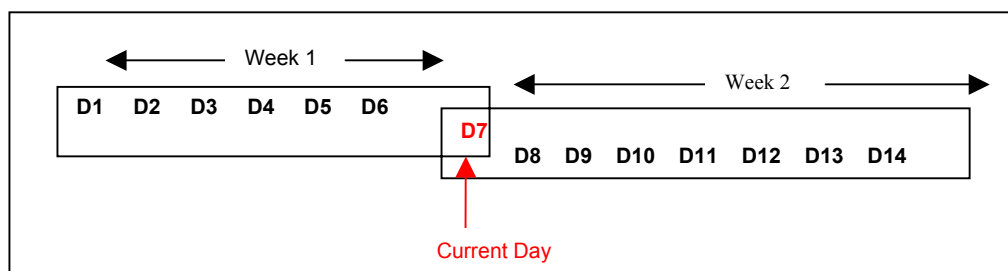 Week 1
Week 2
D1 D2 D3 D4 D5 D6
D7
D8 D9 D10 D11 D12 D13 D14
Current Day